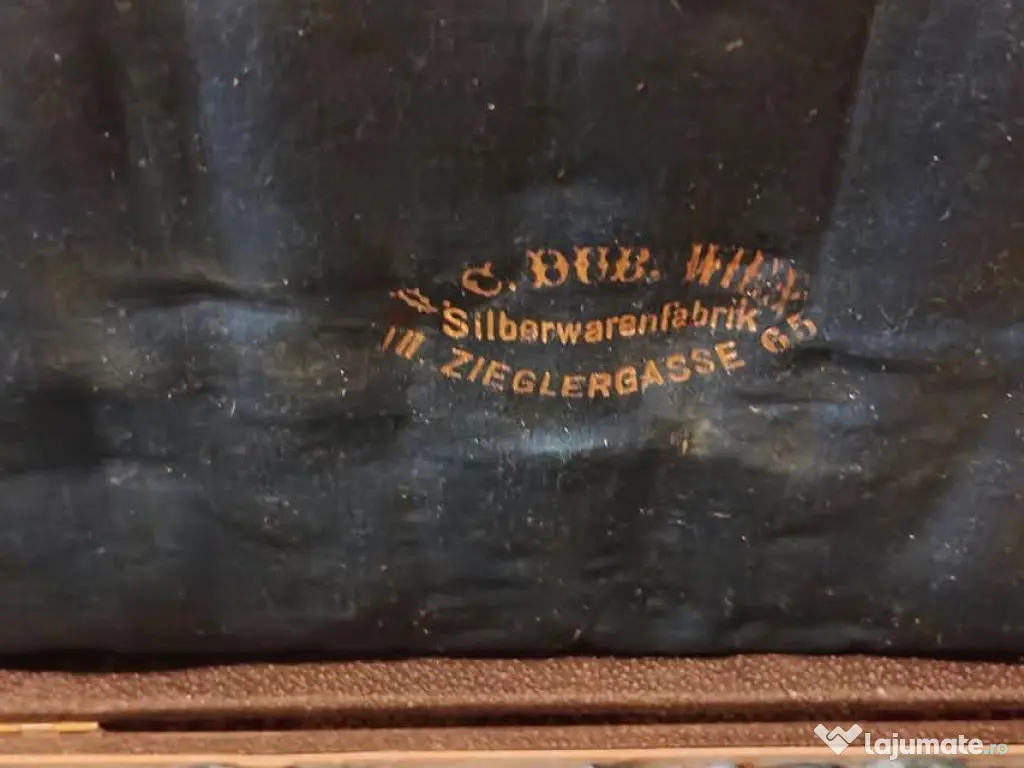 C. DUB. WIEN
Silberwarenfabrik
VII. ZIEGLERGASSE 65
lajumate.ro